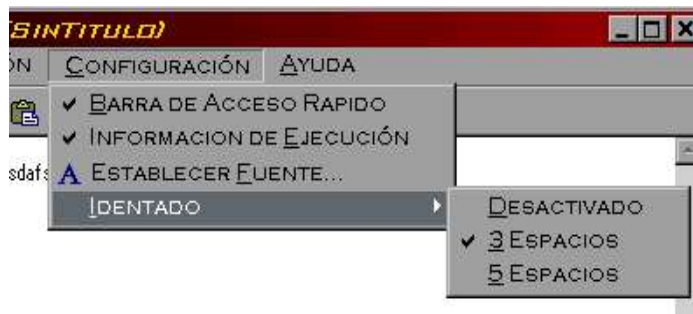 (SinTitulo)
ón Configuración Ayuda
Barra de Acceso Rapido
Informacion de Ejecución
sdafs
Establecer Fuente...
Identado
Desactivado
3 Espacios
5 Espacios